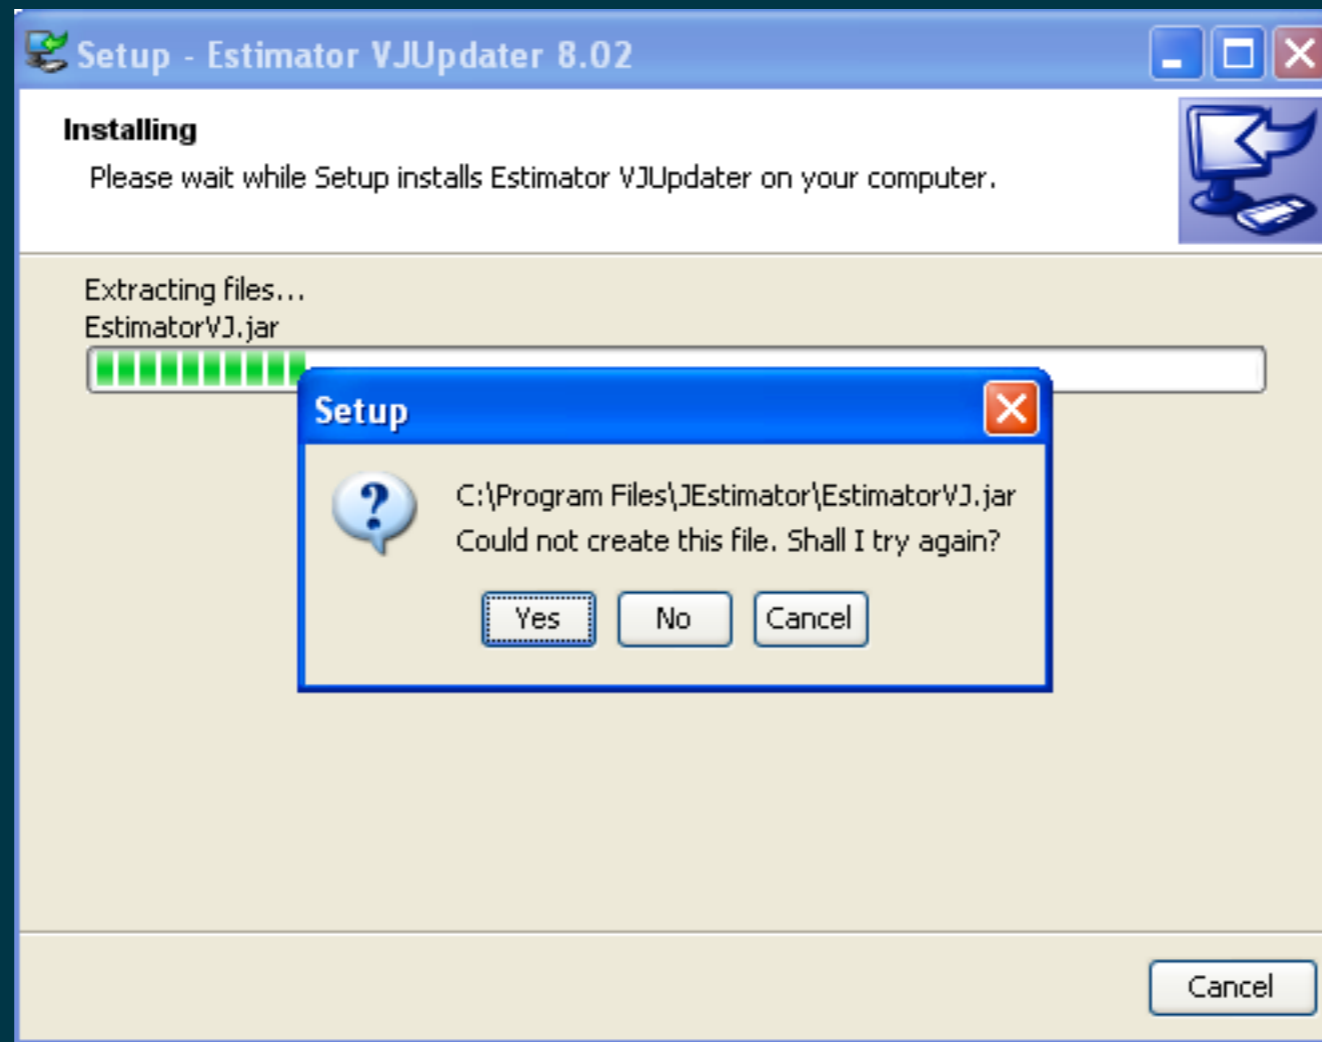 Setup - Estimator VJUpdater 8.02
Installing
Please wait while Setup installs Estimator VJUpdater on your computer.
Extracting files...
EstimatorVJ.jar
Setup
C:\Program Files\JEstimator\EstimatorVJ.jar
Could not create this file. Shall I try again?
Yes No Cancel
Cancel